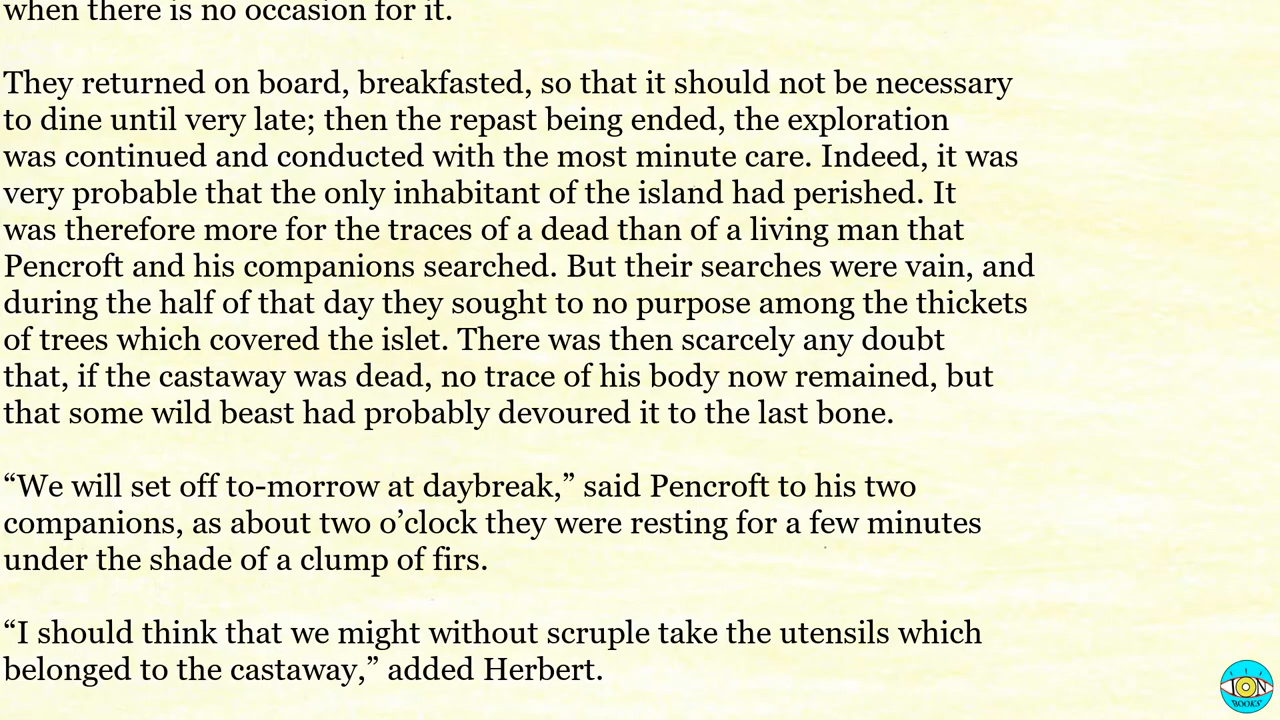 when there is no occasion for it.
They returned on board, breakfasted, so that it should not be necessary
to dine until very late; then the repast being ended, the exploration
was continued and conducted with the most minute care. Indeed, it was
very probable that the only inhabitant of the island had perished. It
was therefore more for the traces of a dead than of a living man that
Pencroft and his companions searched. But their searches were vain, and
during the half of that day they sought to no purpose among the thickets
of trees which covered the islet. There was then scarcely any doubt
that, if the castaway was dead, no trace of his body now remained, but
that some wild beast had probably devoured it to the last bone.
“We will set off to-morrow at daybreak,” said Pencroft to his two
companions, as about two o’clock they were resting for a few minutes
under the shade of a clump of firs.
“I should think that we might without scruple take the utensils which
belonged to the castaway,” added Herbert.
ION
BOOKS